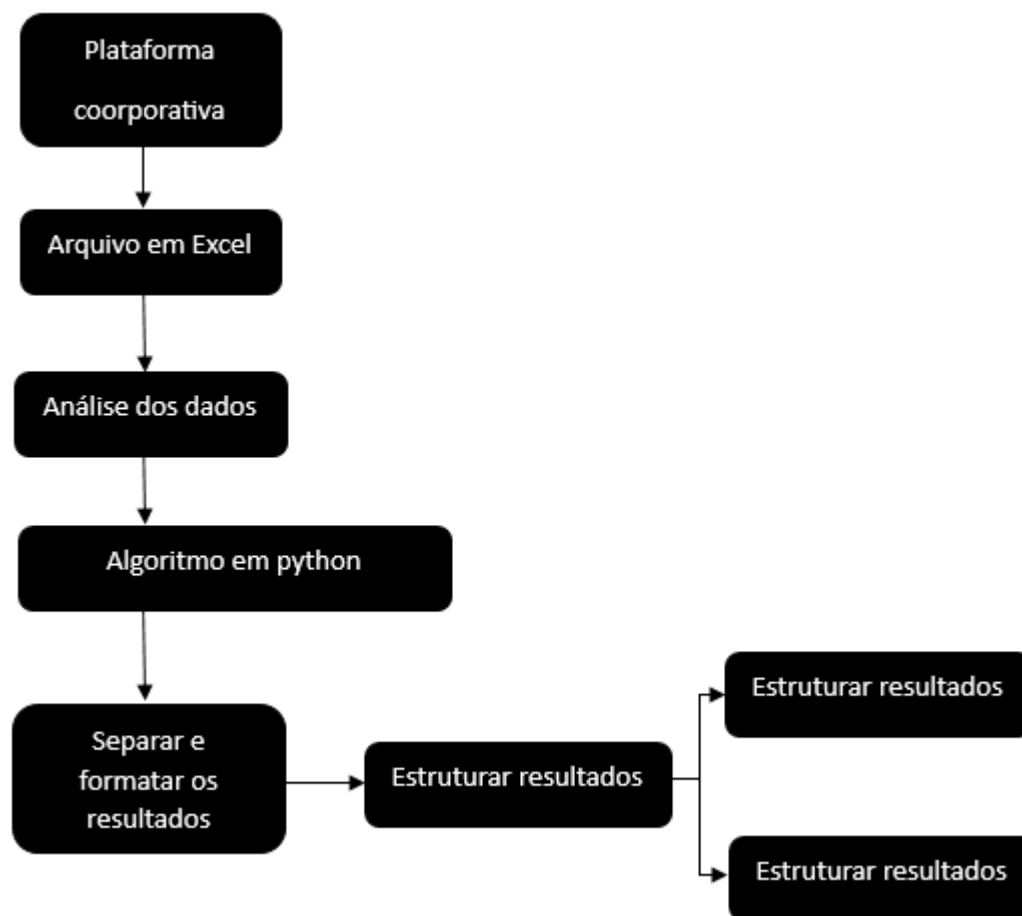 Plataforma
coorporativa
Arquivo em Excel
Análise dos dados
Algoritmo em python
Separar e
formatar os
resultados
Estruturar resultados
Estruturar resultados
Estruturar resultados